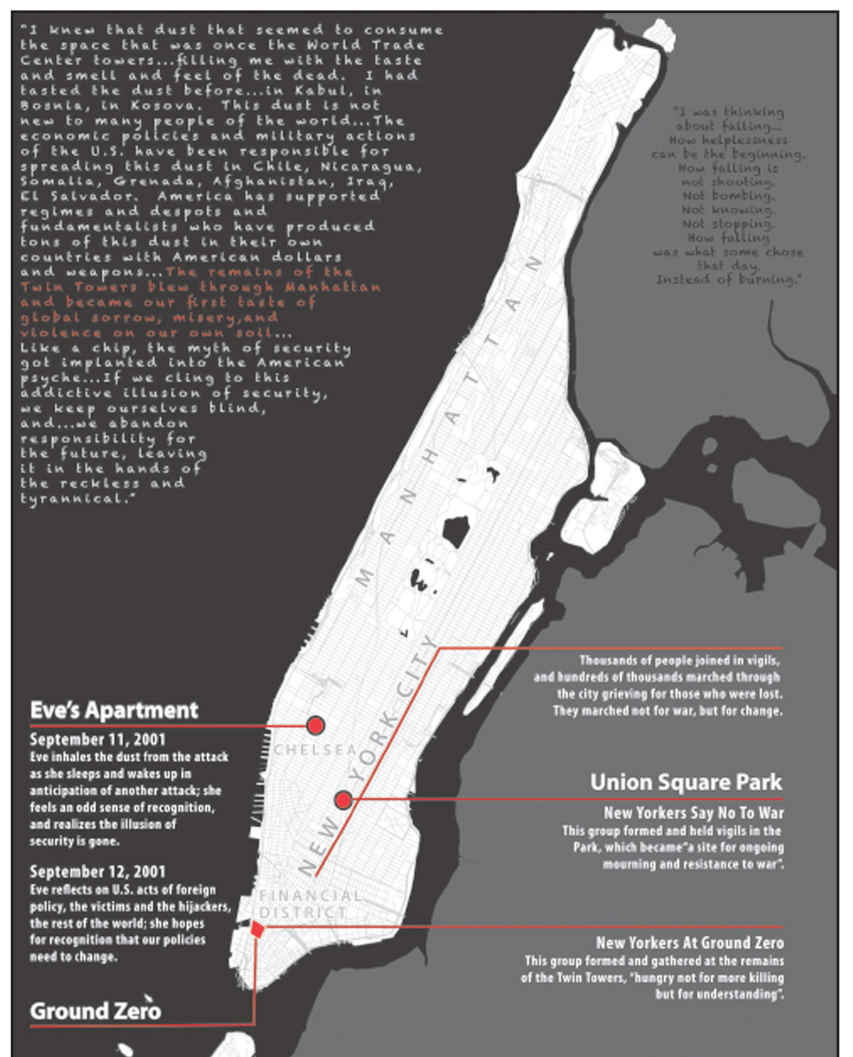 "I knew that dust that seemed to consume
the space that was once the World Trade
Center towers...filling me with the taste
and smell and feel of the dead. I had
tasted the dust before...in Kabul, in
Bosnia, in Kosova. This dust is not
new to many people of the world...The
economic policies and military actions
of the U.S. have been responsible for
spreading this dust in Chile, Nicaragua,
Somalia, Grenada, Afghanistan, Iraq,
El Salvador. America has supported
regimes and despots and
fundamentalists who have produced
tons of this dust in their own
countries with American dollars
and weapons...The remains of the
Twin Towers blew through Manhattan
and became our first taste of
global sorrow, misery,and
violence on our own soil...
Like a chip, the myth of security
got implanted into the American
psyche...If we cling to this
addictive illusion of security,
we keep ourselves blind,
and...we abandon
responsibility for
the future, leaving
it in the hands of
the reckless and
tyrannical."
"I was thinking
about falling...
How helplessness
can be the beginning.
How falling is
not shooting.
Not bombing.
Not knowing.
Not stopping.
How falling
was what some chose
that day.
Instead of burning."
MANHATTAN
NEW YORK CITY
Thousands of people joined in vigils,
and hundreds of thousands marched through
the city grieving for those who were lost.
They marched not for war, but for change.
Eve's Apartment
September 11, 2001
Eve inhales the dust from the attack
as she sleeps and wakes up in
anticipation of another attack; she
feels an odd sense of recognition,
and realizes the illusion of
security is gone.
September 12, 2001
Eve reflects on U.S. acts of foreign
policy, the victims and the hijackers,
the rest of the world; she hopes
for recognition that our policies
need to change.
CHELSEA
Union Square Park
New Yorkers Say No To War
This group formed and held vigils in the
Park, which became"a site for ongoing
mourning and resistance to war".
FINANCIAL
DISTRICT
New Yorkers At Ground Zero
This group formed and gathered at the remains
of the Twin Towers, "hungry not for more killing
but for understanding".
Ground Zero